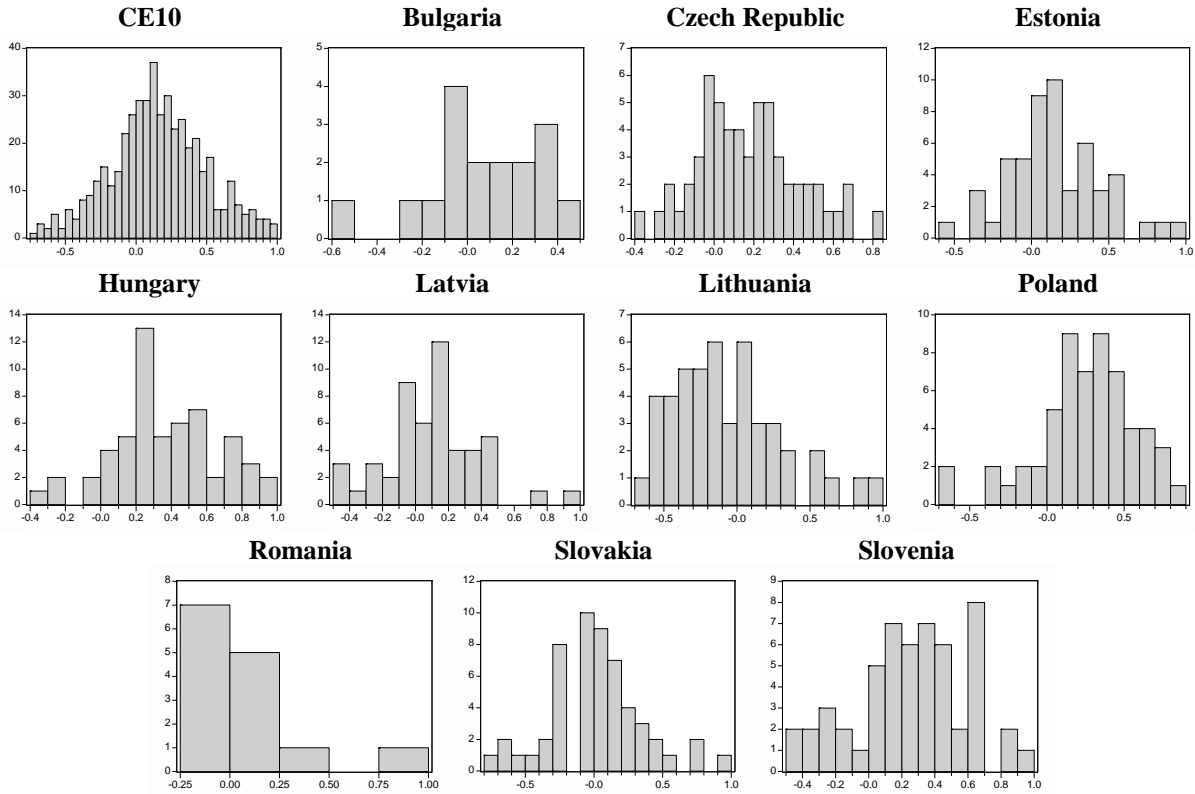 CE10 Bulgaria Czech Republic Estonia
40 5 7 12
30 4 6 10
20 3 5 8
10 2 4 6
0 1 3 4
0 2 2
1 0
0
-0.5 0.0 0.5 1.0 -0.6 -0.4 -0.2 -0.0 0.2 0.4 -0.4 -0.2 -0.0 0.2 0.4 0.6 0.8 -0.5 -0.0 0.5 1.0
Hungary Latvia Lithuania Poland
14 14 7 10
12 12 6 8
10 10 5 6
8 8 4 4
6 6 3 2
4 4 2 0
2 2 1
0 0 0
-0.4 -0.2 -0.0 0.2 0.4 0.6 0.8 1.0 -0.4 -0.2 -0.0 0.2 0.4 0.6 0.8 1.0 -0.5 -0.0 0.5 1.0 -0.5 -0.0 0.5
Romania Slovakia Slovenia
8 12 9
7 10 8
6 8 7
5 6 6
4 4 5
3 2 4
2 0 3
1 2
0 1
0
-0.25 0.00 0.25 0.50 0.75 1.00 -0.5 -0.0 0.5 1.0 -0.4 -0.2 -0.0 0.2 0.4 0.6 0.8 1.0